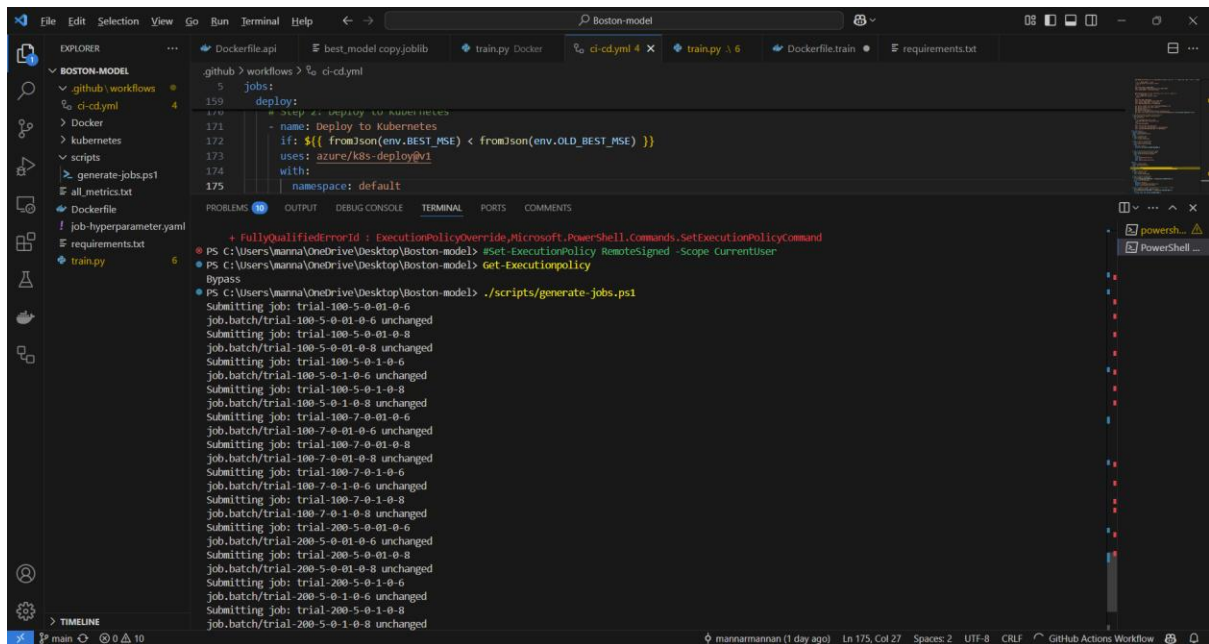 File Edit Selection View Go Run Terminal Help
Boston-model
EXPLORER
Dockerfile.api
best_model copy.joblib
train.py Docker
ci-cd.yml 4
train.py .\ 6
Dockerfile.train
requirements.txt
BOSTON-MODEL
.github \ workflows
ci-cd.yml 4
Docker
kubernetes
scripts
generate-jobs.ps1
all_metrics.txt
Dockerfile
job-hyperparameter.yaml
requirements.txt
train.py 6
TIMELINE
.github > workflows > ci-cd.yml
5 jobs:
159 deploy:
170 # Step 2: Deploy to Kubernetes
171 - name: Deploy to Kubernetes
172 if: ${{ fromJson(env.BEST_MSE) < fromJson(env.OLD_BEST_MSE) }}
173 uses: azure/k8s-deploy@v1
174 with:
175 namespace: default
PROBLEMS 10 OUTPUT DEBUG CONSOLE TERMINAL PORTS COMMENTS
powersh...
PowerShell ...
+ FullyQualifiedErrorId : ExecutionPolicyOverride,Microsoft.PowerShell.Commands.SetExecutionPolicyCommand
PS C:\Users\manna\OneDrive\Desktop\Boston-model> #Set-ExecutionPolicy RemoteSigned -Scope CurrentUser
PS C:\Users\manna\OneDrive\Desktop\Boston-model> Get-Executionpolicy
Bypass
PS C:\Users\manna\OneDrive\Desktop\Boston-model> ./scripts/generate-jobs.ps1
Submitting job: trial-100-5-0-01-0-6
job.batch/trial-100-5-0-01-0-6 unchanged
Submitting job: trial-100-5-0-01-0-8
job.batch/trial-100-5-0-01-0-8 unchanged
Submitting job: trial-100-5-0-1-0-6
job.batch/trial-100-5-0-1-0-6 unchanged
Submitting job: trial-100-5-0-1-0-8
job.batch/trial-100-5-0-1-0-8 unchanged
Submitting job: trial-100-7-0-01-0-6
job.batch/trial-100-7-0-01-0-6 unchanged
Submitting job: trial-100-7-0-01-0-8
job.batch/trial-100-7-0-01-0-8 unchanged
Submitting job: trial-100-7-0-1-0-6
job.batch/trial-100-7-0-1-0-6 unchanged
Submitting job: trial-100-7-0-1-0-8
job.batch/trial-100-7-0-1-0-8 unchanged
Submitting job: trial-200-5-0-01-0-6
job.batch/trial-200-5-0-01-0-6 unchanged
Submitting job: trial-200-5-0-01-0-8
job.batch/trial-200-5-0-01-0-8 unchanged
Submitting job: trial-200-5-0-1-0-6
job.batch/trial-200-5-0-1-0-6 unchanged
Submitting job: trial-200-5-0-1-0-8
job.batch/trial-200-5-0-1-0-8 unchanged
main 0 10 mannarmannan (1 day ago) Ln 175, Col 27 Spaces: 2 UTF-8 CRLF GitHub Actions Workflow